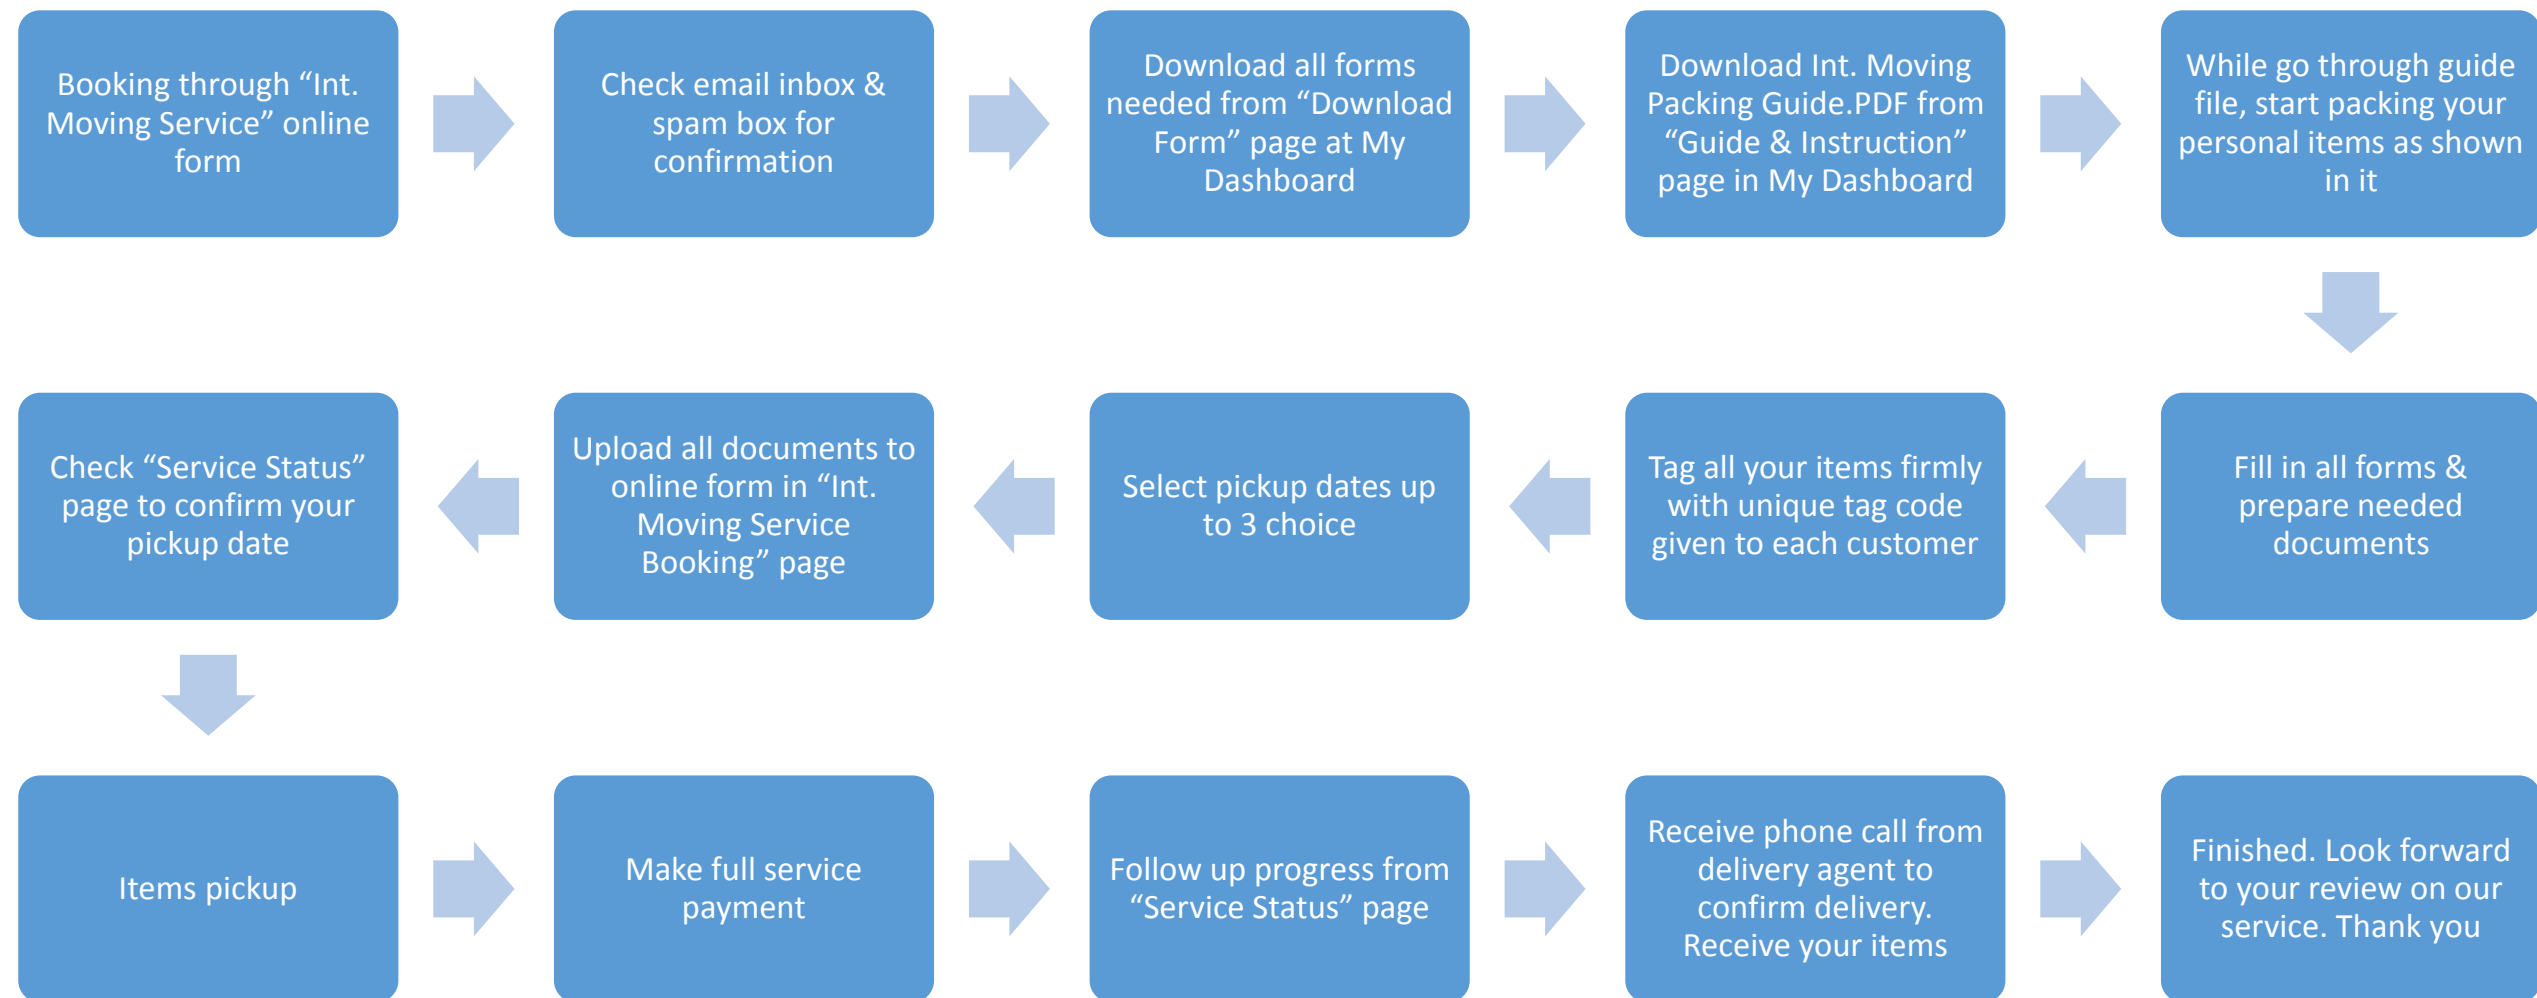 Booking through “Int.
Moving Service” online
form
Check email inbox &
spam box for
confirmation
Download all forms
needed from “Download
Form” page at My
Dashboard
Download Int. Moving
Packing Guide.PDF from
“Guide & Instruction”
page in My Dashboard
While go through guide
file, start packing your
personal items as shown
in it
Fill in all forms &
prepare needed
documents
Tag all your items firmly
with unique tag code
given to each customer
Select pickup dates up
to 3 choice
Upload all documents to
online form in “Int.
Moving Service
Booking” page
Check “Service Status”
page to confirm your
pickup date
Items pickup
Make full service
payment
Follow up progress from
“Service Status” page
Receive phone call from
delivery agent to
confirm delivery.
Receive your items
Finished. Look forward
to your review on our
service. Thank you